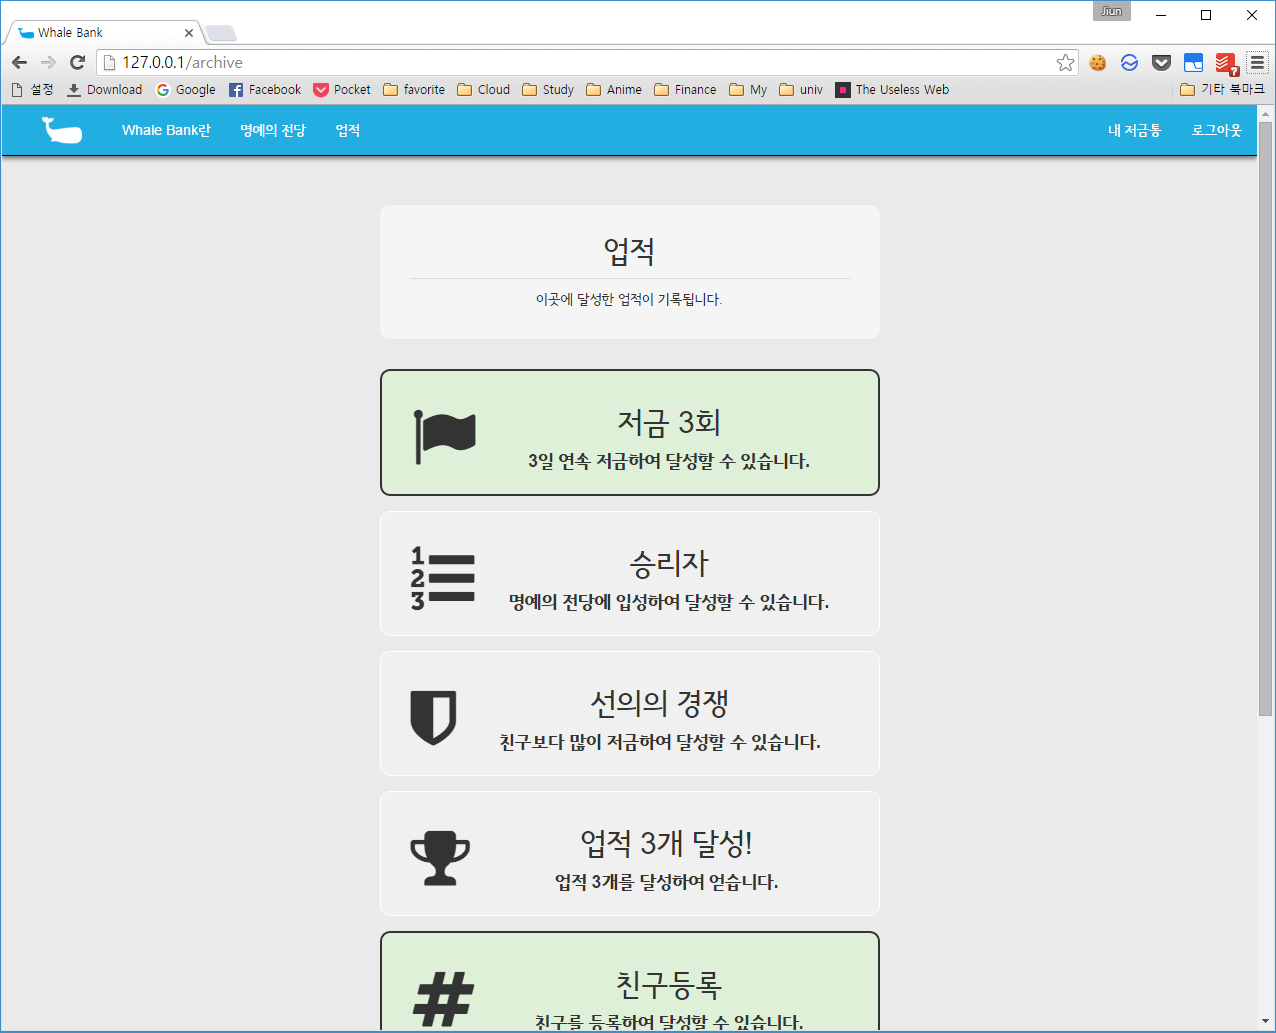 Jiun
Whale Bank
127.0.0.1/archive
설정 Download Google Facebook Pocket favorite Cloud Study Anime Finance My univ The Useless Web 기타 북마크
Whale Bank란 명예의 전당 업적 내 저금통 로그아웃
업적
이곳에 달성한 업적이 기록됩니다.
저금 3회
3일 연속 저금하여 달성할 수 있습니다.
1
2
3
승리자
명예의 전당에 입성하여 달성할 수 있습니다.
선의의 경쟁
친구보다 많이 저금하여 달성할 수 있습니다.
업적 3개 달성!
업적 3개를 달성하여 얻습니다.
#
친구등록
친구를 등록하여 달성할 수 있습니다.